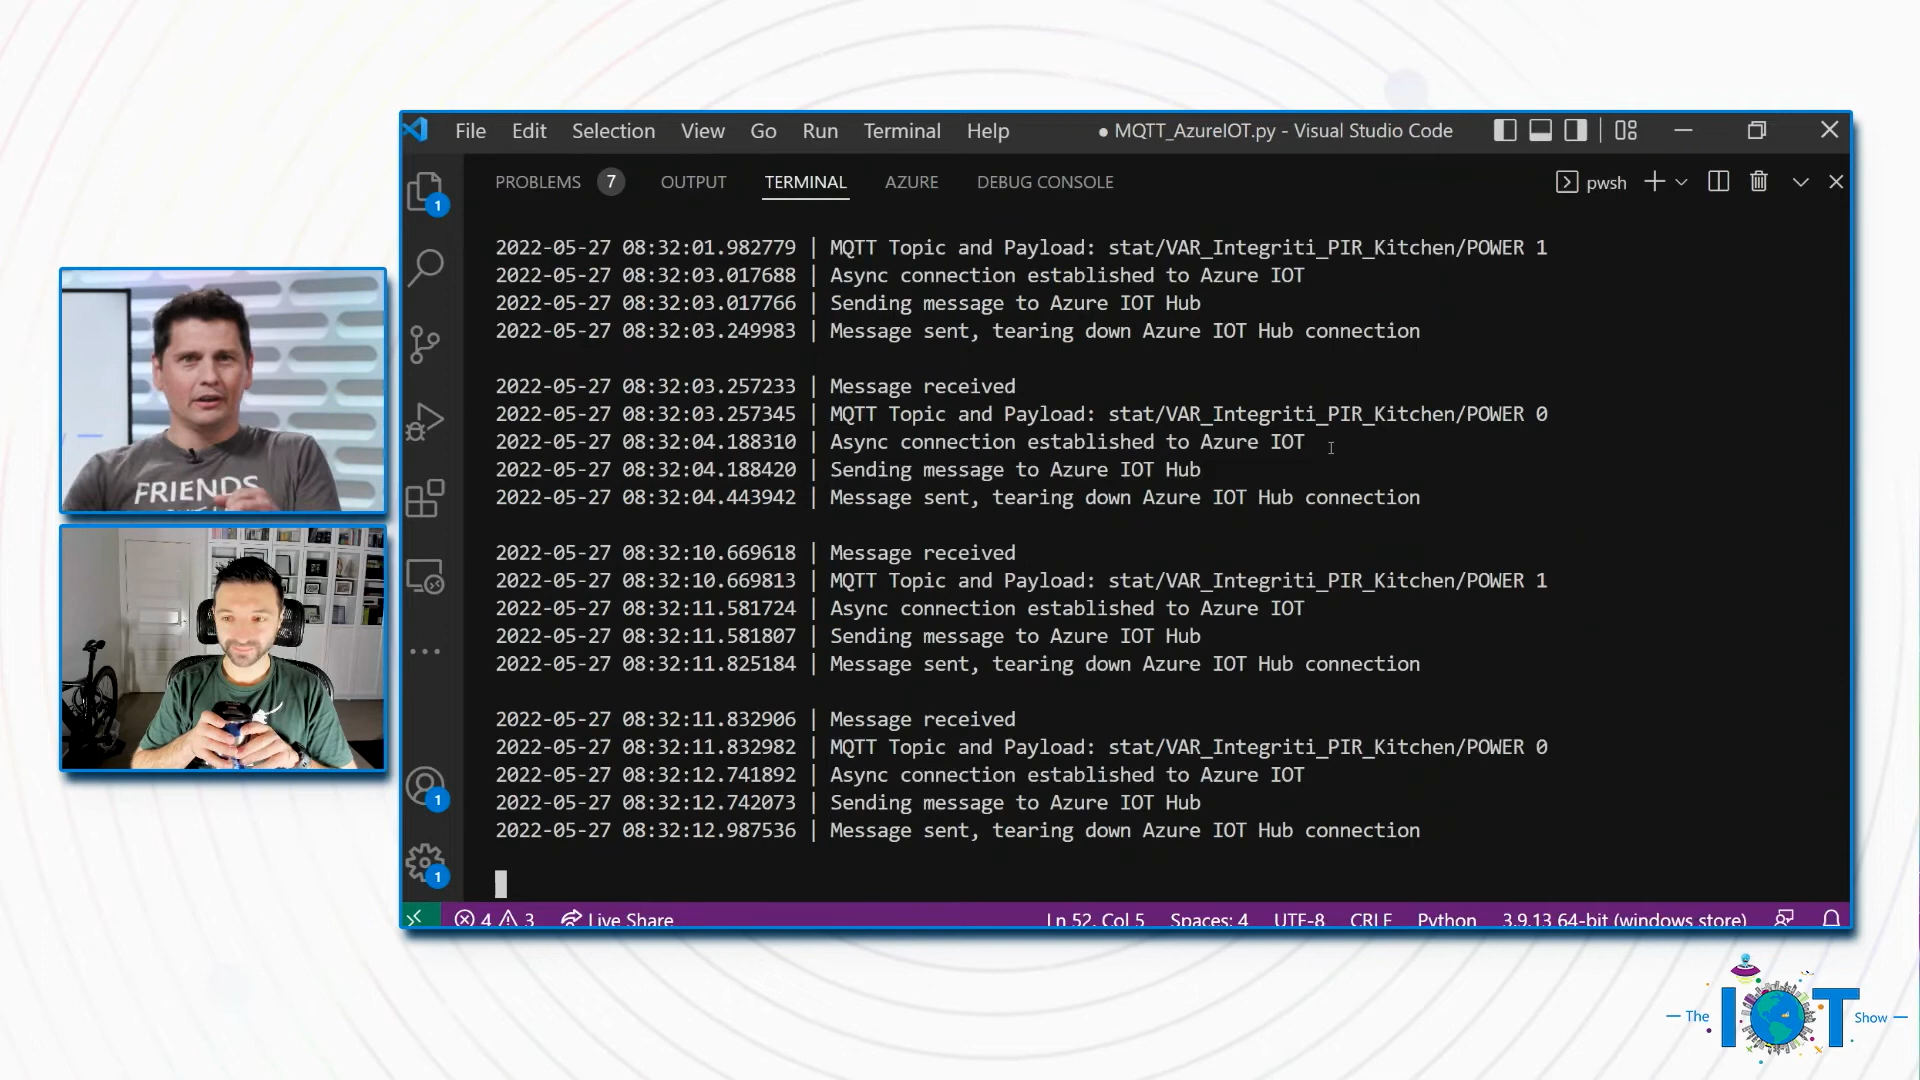 File Edit Selection View Go Run Terminal Help ● MQTT_AzureIOT.py - Visual Studio Code
PROBLEMS 7 OUTPUT TERMINAL AZURE DEBUG CONSOLE pwsh
1
2022-05-27 08:32:01.982779 | MQTT Topic and Payload: stat/VAR_Integriti_PIR_Kitchen/POWER 1
2022-05-27 08:32:03.017688 | Async connection established to Azure IOT
2022-05-27 08:32:03.017766 | Sending message to Azure IOT Hub
2022-05-27 08:32:03.249983 | Message sent, tearing down Azure IOT Hub connection
2022-05-27 08:32:03.257233 | Message received
2022-05-27 08:32:03.257345 | MQTT Topic and Payload: stat/VAR_Integriti_PIR_Kitchen/POWER 0
2022-05-27 08:32:04.188310 | Async connection established to Azure IOT
2022-05-27 08:32:04.188420 | Sending message to Azure IOT Hub
2022-05-27 08:32:04.443942 | Message sent, tearing down Azure IOT Hub connection
2022-05-27 08:32:10.669618 | Message received
2022-05-27 08:32:10.669813 | MQTT Topic and Payload: stat/VAR_Integriti_PIR_Kitchen/POWER 1
2022-05-27 08:32:11.581724 | Async connection established to Azure IOT
2022-05-27 08:32:11.581807 | Sending message to Azure IOT Hub
2022-05-27 08:32:11.825184 | Message sent, tearing down Azure IOT Hub connection
2022-05-27 08:32:11.832906 | Message received
2022-05-27 08:32:11.832982 | MQTT Topic and Payload: stat/VAR_Integriti_PIR_Kitchen/POWER 0
2022-05-27 08:32:12.741892 | Async connection established to Azure IOT
2022-05-27 08:32:12.742073 | Sending message to Azure IOT Hub
2022-05-27 08:32:12.987536 | Message sent, tearing down Azure IOT Hub connection
1
1
4 3 Live Share Ln 52, Col 5 Spaces: 4 UTF-8 CRLF Python 3.9.13 64-bit (windows store)
FRIENDS
The IOT Show